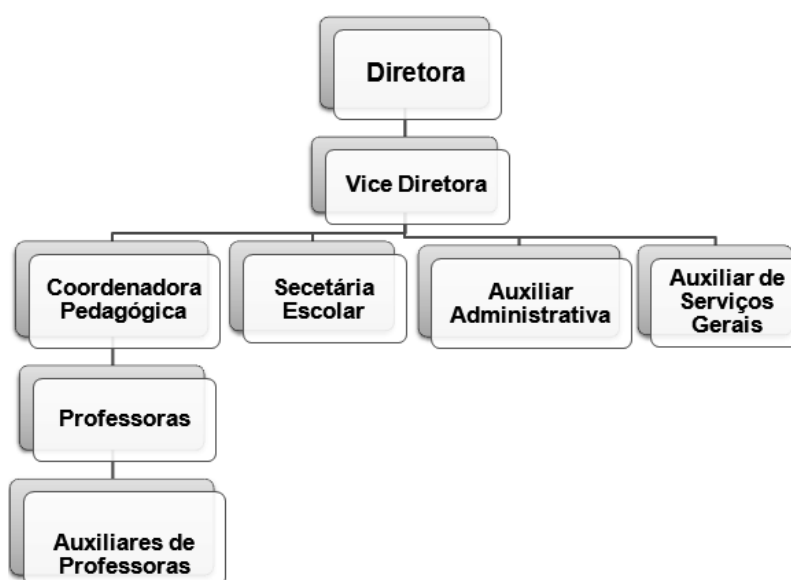 Diretora
Vice Diretora
Coordenadora
Pedagógica
Secetária
Escolar
Auxiliar
Administrativa
Auxiliar de
Serviços
Gerais
Professoras
Auxiliares de
Professoras